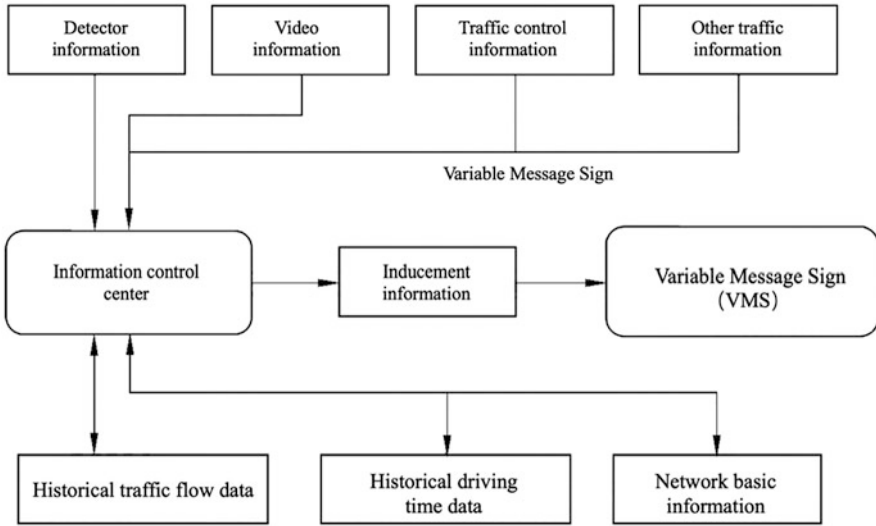 Detector
information
Video
information
Traffic control
information
Other traffic
information
Variable Message Sign
Information control
center
Inducement
information
Variable Message Sign
（VMS）
Historical traffic flow data
Historical driving
time data
Network basic
information